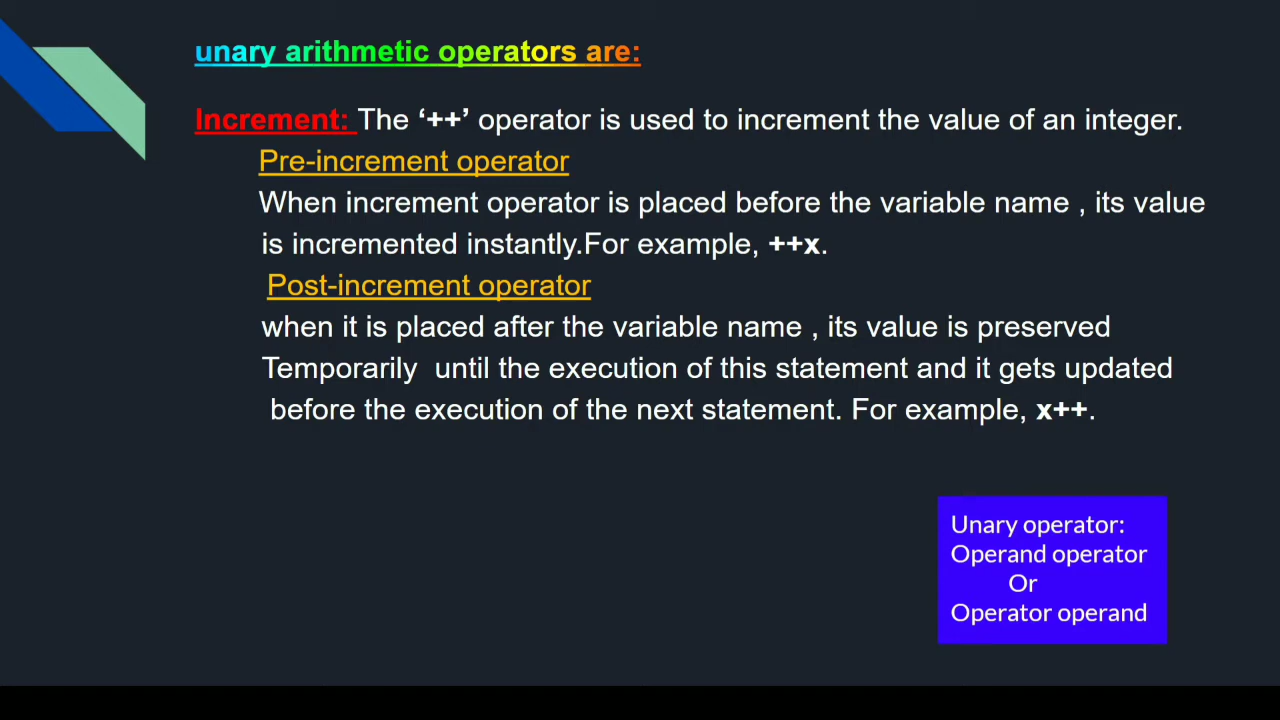 unary arithmetic operators are:
Increment: The ‘++’ operator is used to increment the value of an integer.
Pre-increment operator
When increment operator is placed before the variable name , its value
is incremented instantly.For example, ++x.
Post-increment operator
when it is placed after the variable name , its value is preserved
Temporarily  until the execution of this statement and it gets updated
before the execution of the next statement. For example, x++.
Unary operator:
Operand operator
Or
Operator operand